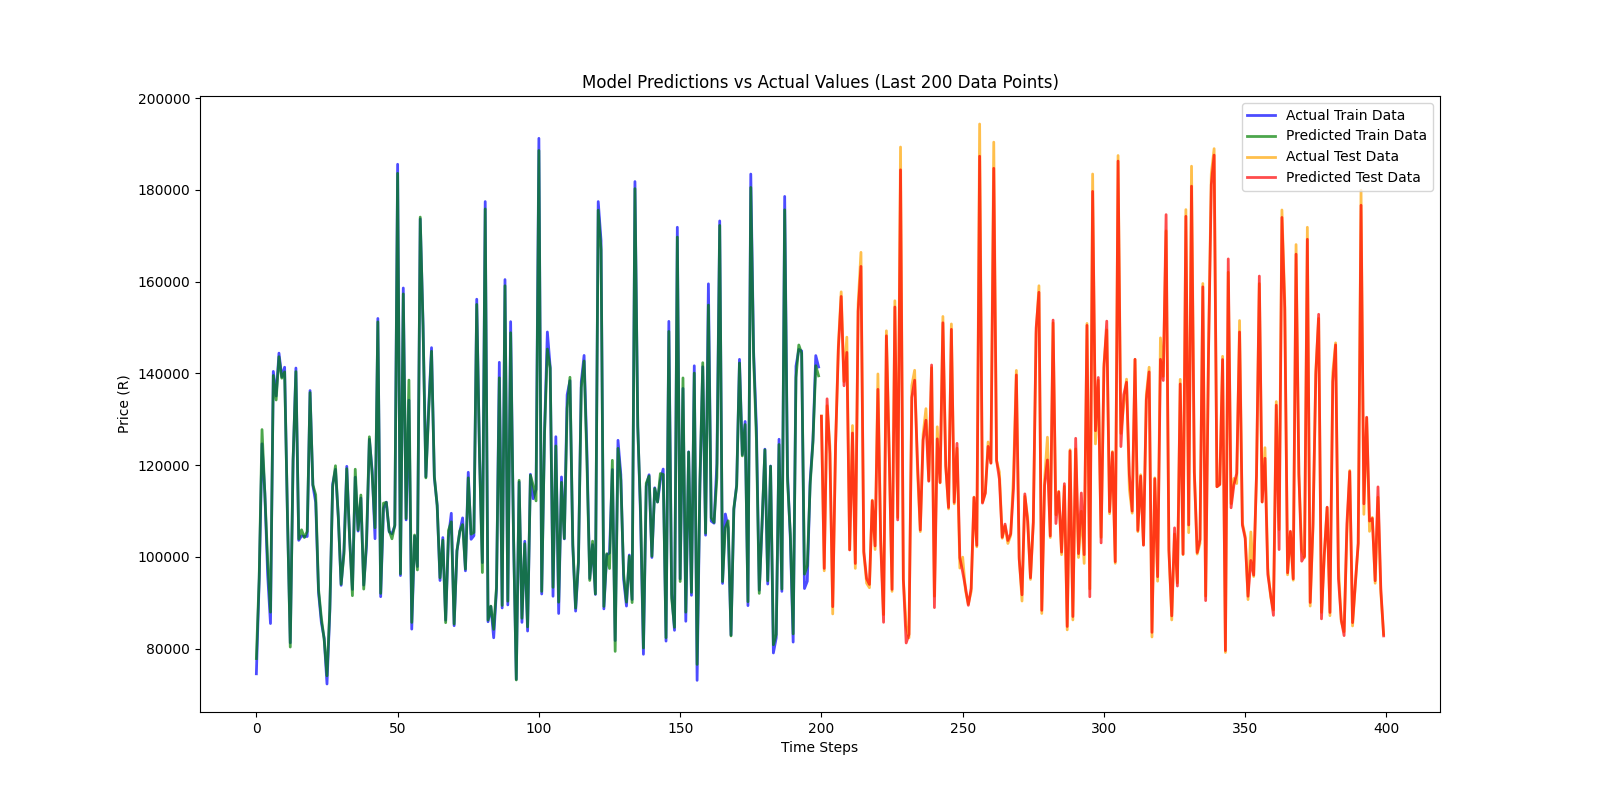 Model Predictions vs Actual Values (Last 200 Data Points)
200000
180000
160000
140000
120000
100000
80000
Price (R)
Actual Train Data
Predicted Train Data
Actual Test Data
Predicted Test Data
0 50 100 150 200 250 300 350 400
Time Steps